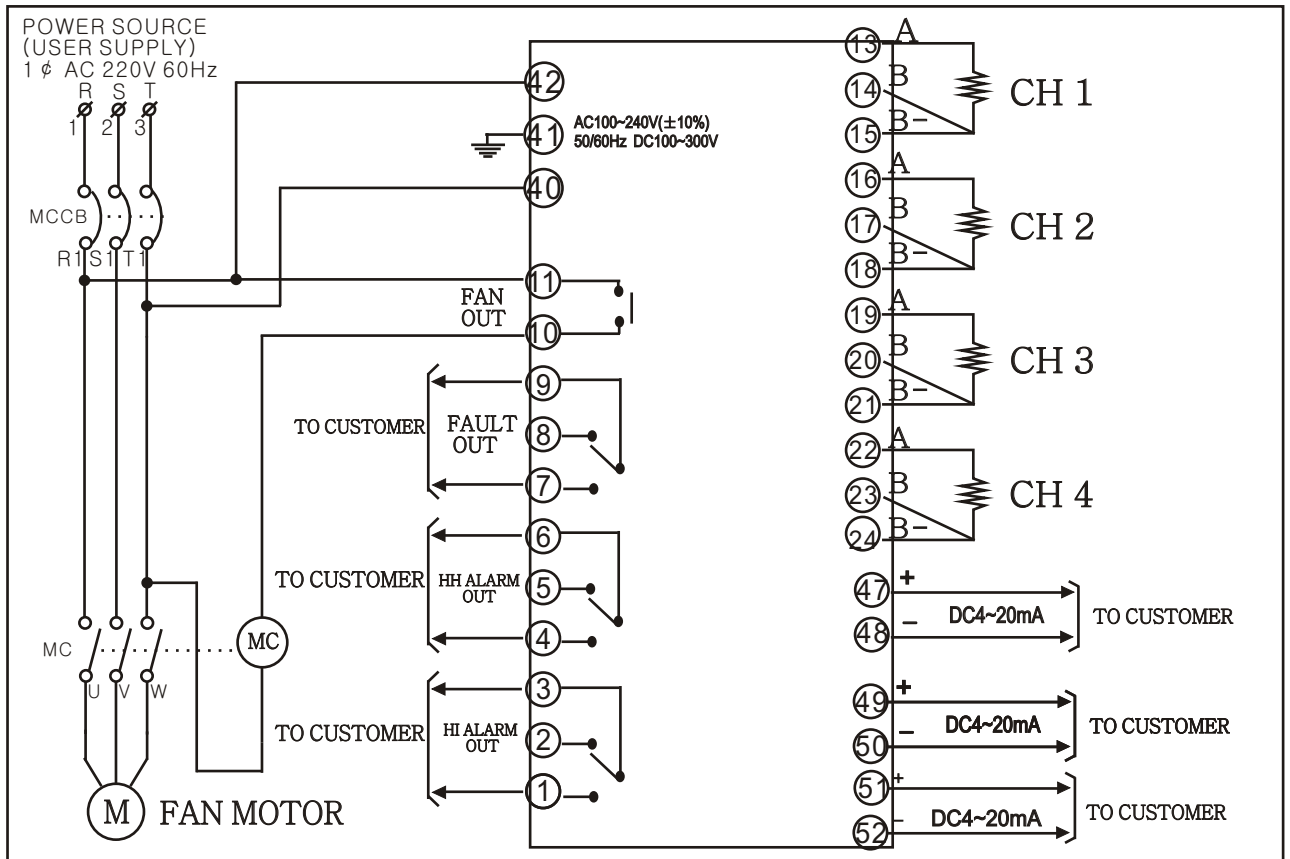 POWER SOURCE
(USER SUPPLY)
1 ¢ AC 220V 60Hz
R S T
1 2 3
MCCB
R1 S1 T1
42
41
AC100~240V(±10%)
50/60Hz DC100~300V
40
11
FAN
OUT
10
9
TO CUSTOMER
FAULT
OUT
8
7
6
TO CUSTOMER
HH ALARM
OUT
5
4
MC
MC
U V W
3
TO CUSTOMER
HI ALARM
OUT
2
1
M
FAN MOTOR
13 A
14 B
15 B-
CH 1
16 A
17 B
18 B-
CH 2
19 A
20 B
21 B-
CH 3
22 A
23 B
24 B-
CH 4
47 +
DC4~20mA
48 -
TO CUSTOMER
49 +
DC4~20mA
50 -
TO CUSTOMER
51 +
DC4~20mA
52 -
TO CUSTOMER